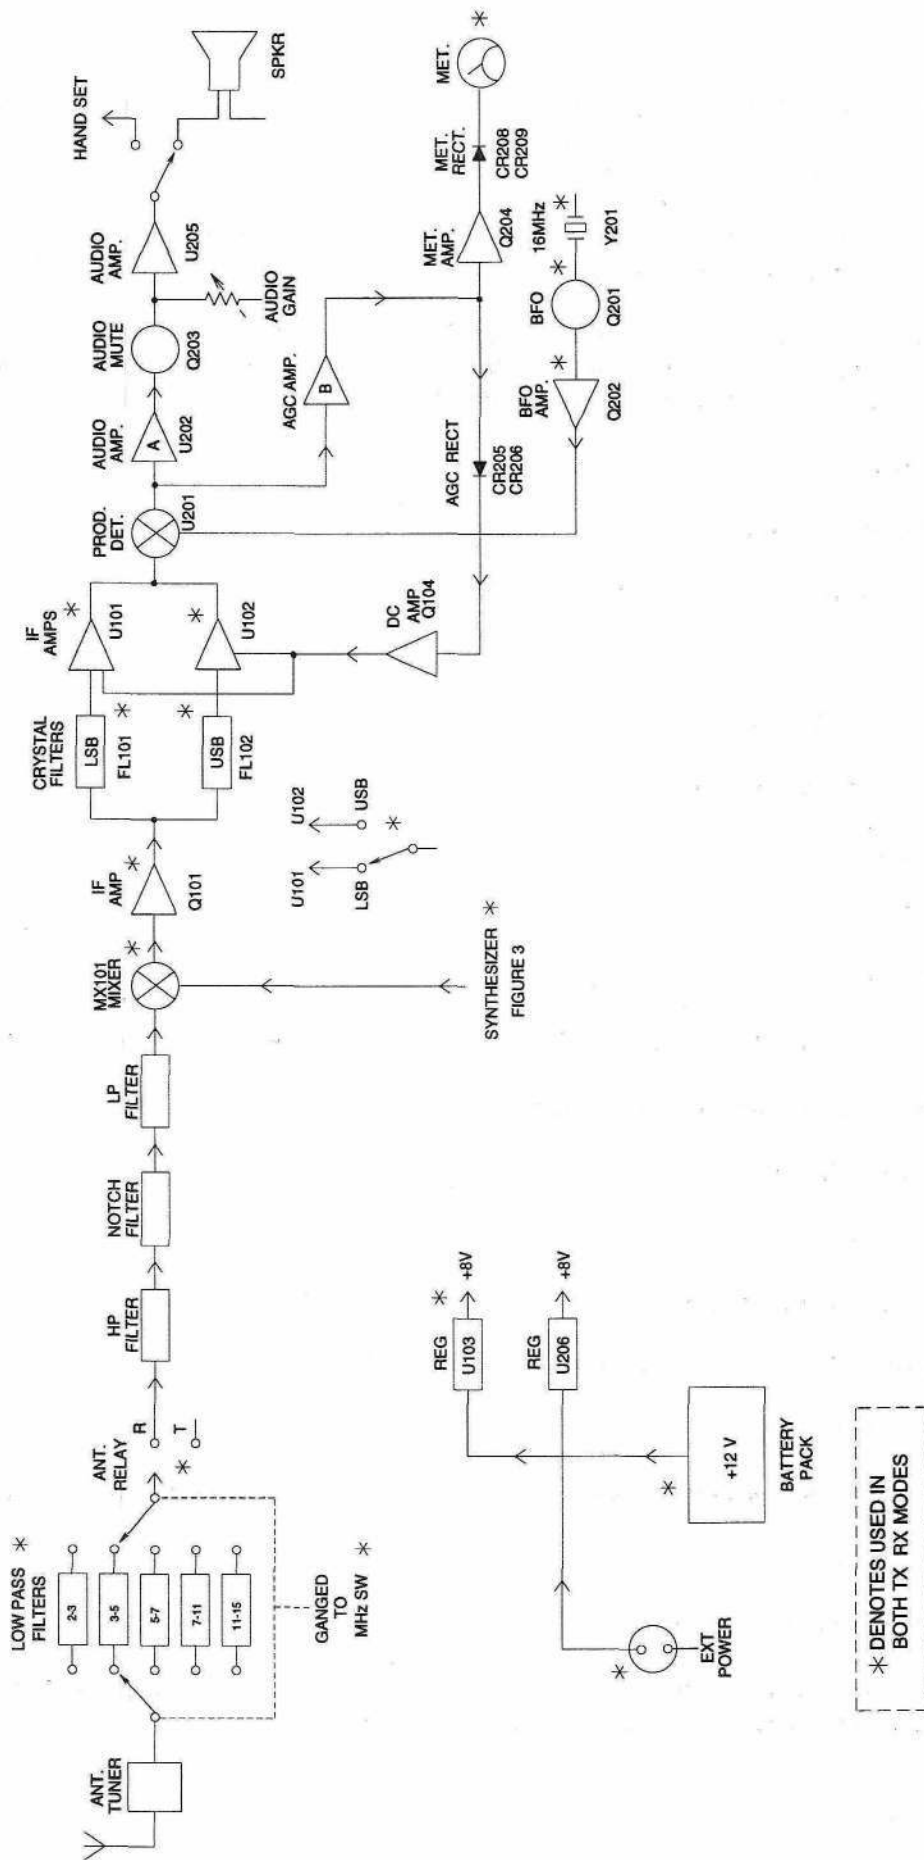 ANT.
TUNER
LOW PASS *
FILTERS
2-3
3-5
5-7
7-11
11-15
GANGED
TO
MHz SW *
ANT.
RELAY
R
T
*
HP
FILTER
NOTCH
FILTER
LP
FILTER
MX101
MIXER
*
SYNTHESIZER *
FIGURE 3
IF
AMP
*
Q101
CRYSTAL
FILTERS
LSB
FL101
*
USB
FL102
*
U101
U102
LSB
USB
*
IF
AMPS
*
U101
*
U102
DC
AMP
Q104
PROD.
DET.
U201
AUDIO
AMP.
A
U202
AUDIO
MUTE
Q203
AUDIO
GAIN
AUDIO
AMP.
U205
HAND SET
SPKR
AGC AMP.
B
AGC RECT
CR205
CR206
MET.
AMP.
Q204
MET.
RECT.
CR208
CR209
MET.
*
BFO
AMP.
*
Q202
BFO
*
Q201
16MHz
*
Y201
REG
*
U103
+8V
REG
U206
+8V
*
EXT
POWER
*
+12 V
BATTERY
PACK
* DENOTES USED IN
BOTH TX RX MODES